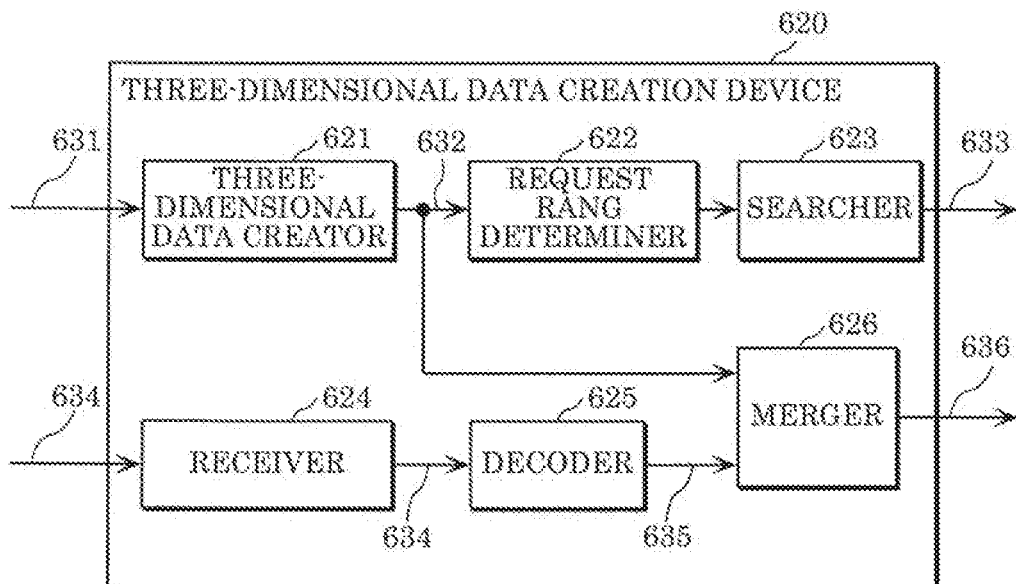 620
THREE-DIMENSIONAL DATA CREATION DEVICE
631
621
632
622
623
633
THREE-
DIMENSIONAL
DATA CREATOR
REQUEST
RANG
DETERMINER
SEARCHER
626
636
634
624
625
MERGER
RECEIVER
DECODER
634
635